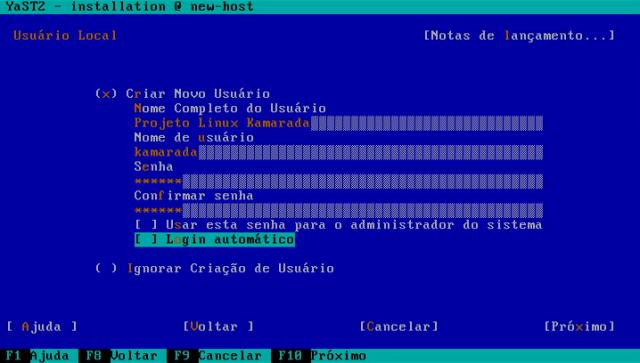 YaST2 - installation @ new-host
Usuário Local [Notas de lançamento...]
(x) Criar Novo Usuário
Nome Completo do Usuário
Projeto Linux Kamarada
Nome de usuário
kamarada
Senha
******
Confirmar senha
******
[ ] Usar esta senha para o administrador do sistema
[ ] Login automático
( ) Ignorar Criação de Usuário
[ Ajuda ] [Voltar ] [Cancelar] [Próximo]
F1 Ajuda F8 Voltar F9 Cancelar F10 Próximo